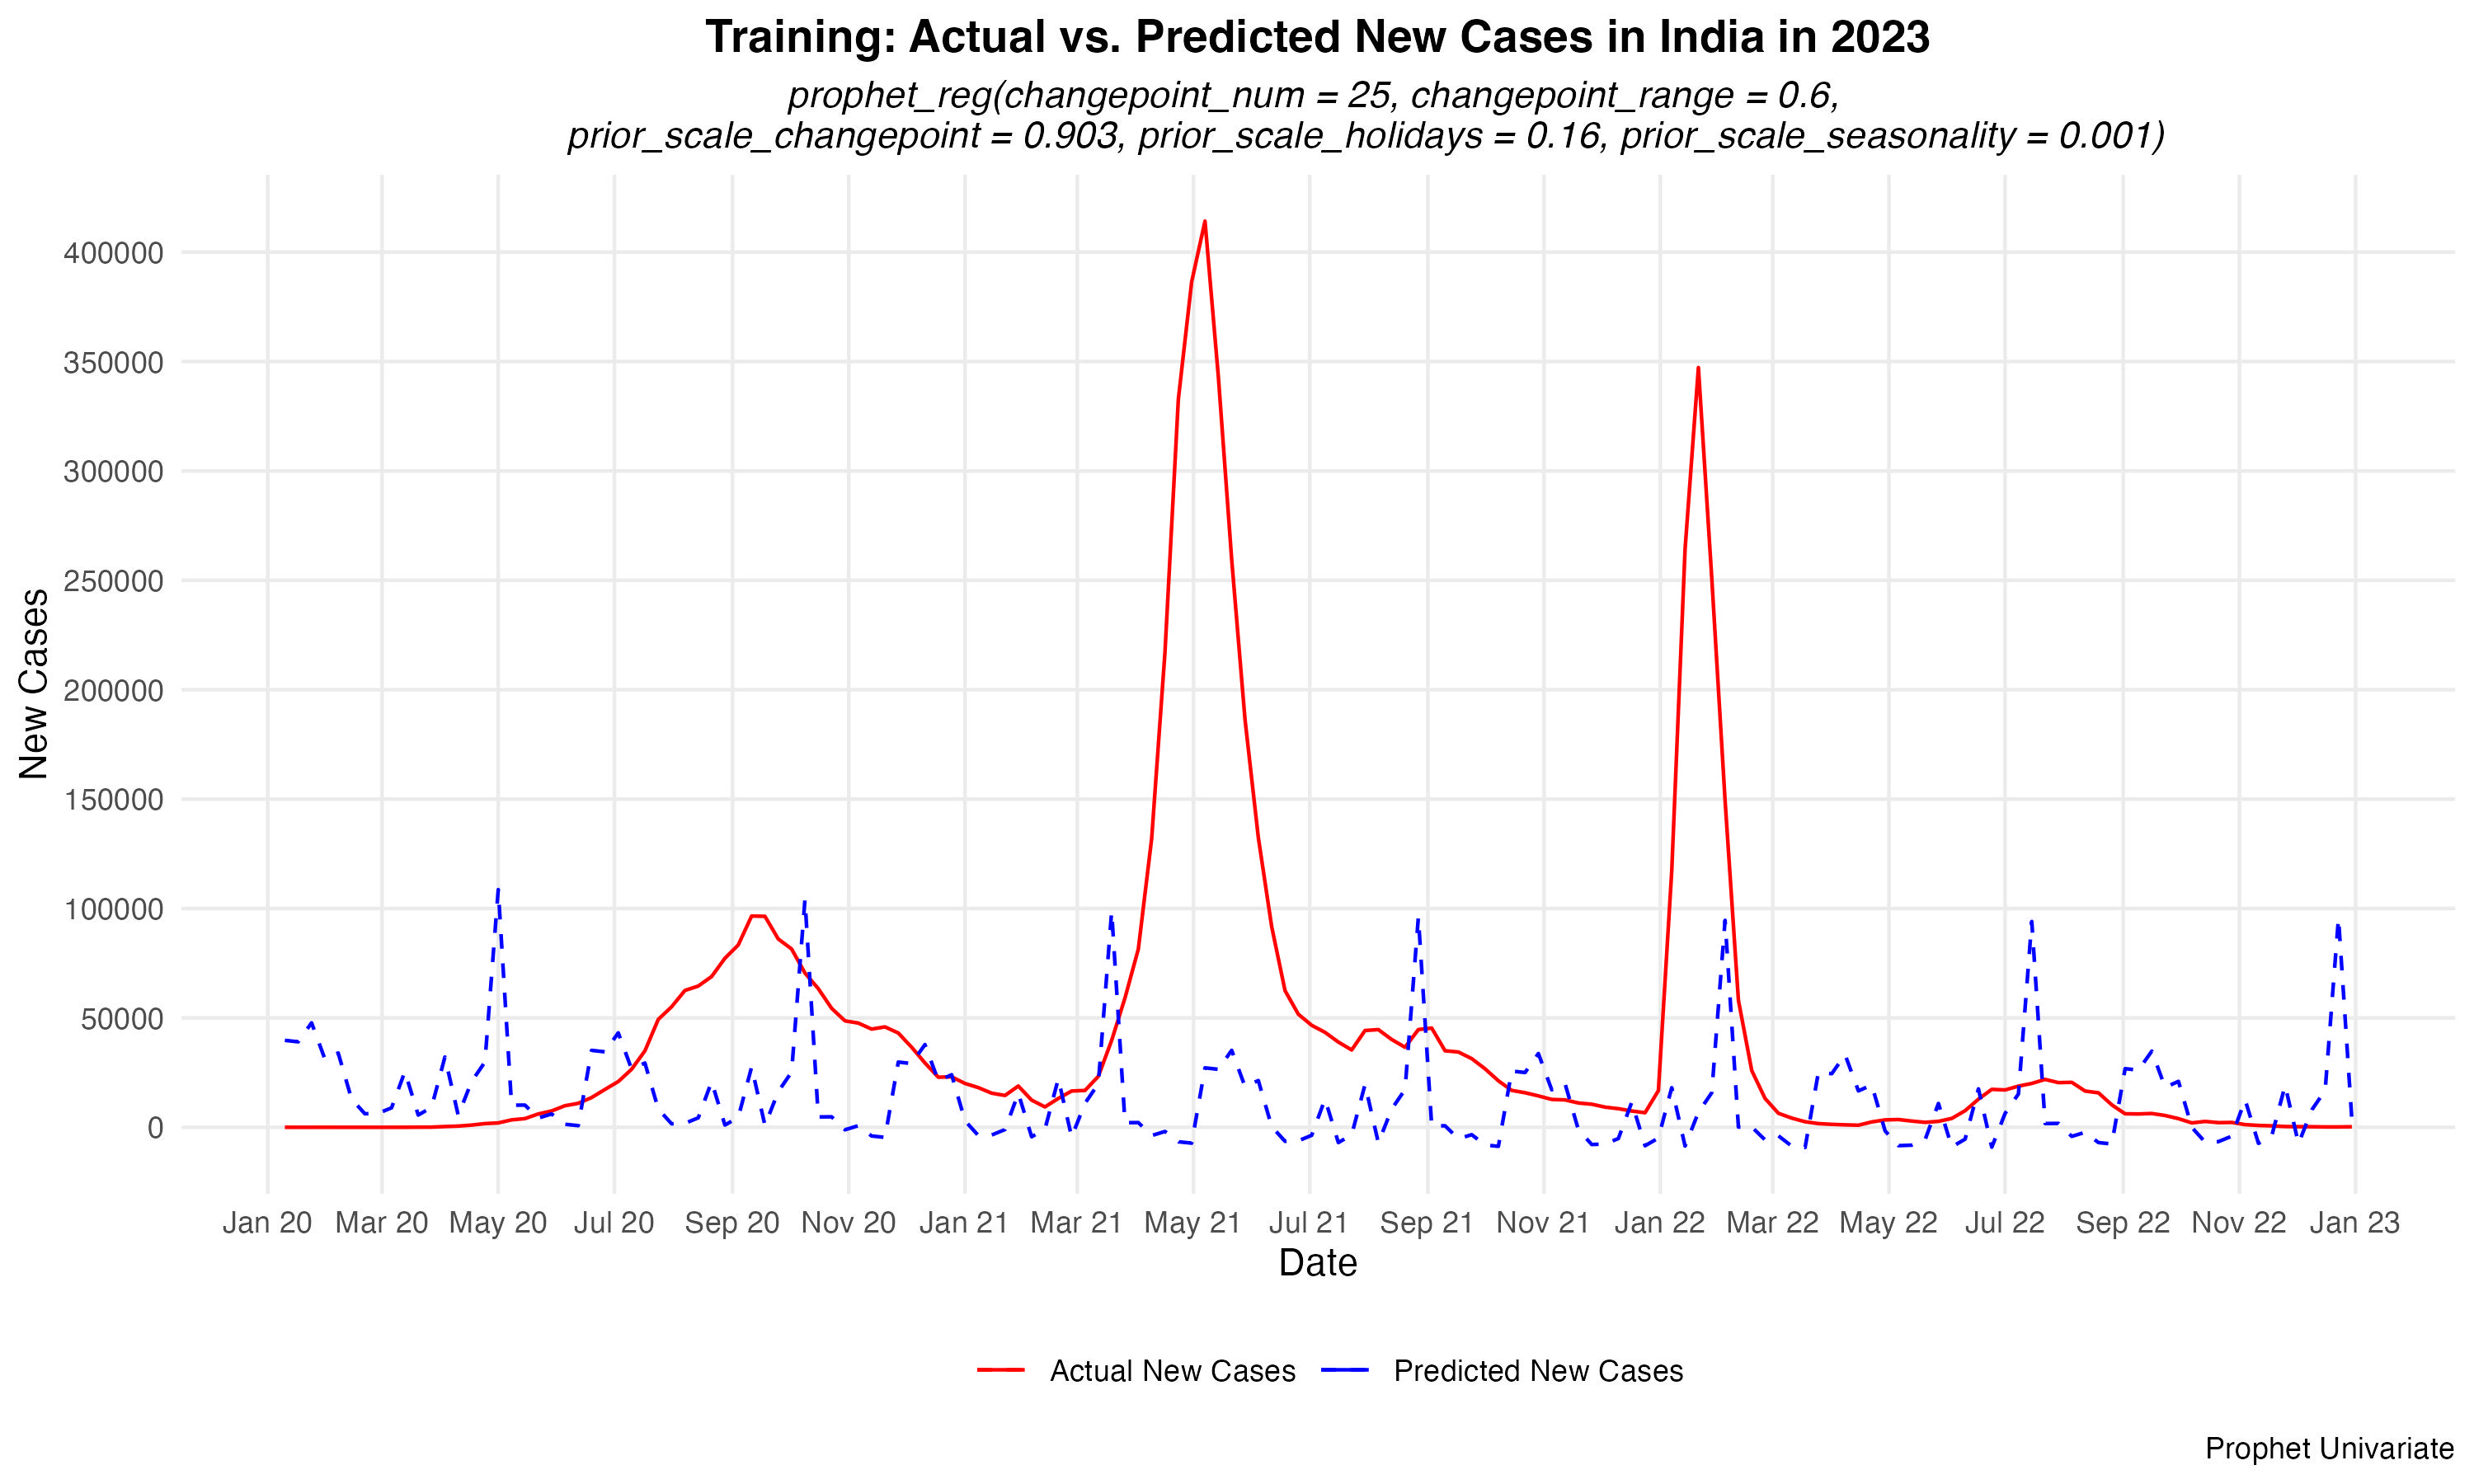 Training: Actual vs. Predicted New Cases in India in 2023
prophet_reg(changepoint_num = 25, changepoint_range = 0.6,
prior_scale_changepoint = 0.903, prior_scale_holidays = 0.16, prior_scale_seasonality = 0.001)
New Cases
400000
350000
300000
250000
200000
150000
100000
50000
0
Jan 20 Mar 20 May 20 Jul 20 Sep 20 Nov 20 Jan 21 Mar 21 May 21 Jul 21 Sep 21 Nov 21 Jan 22 Mar 22 May 22 Jul 22 Sep 22 Nov 22 Jan 23
Date
Actual New Cases Predicted New Cases
Prophet Univariate